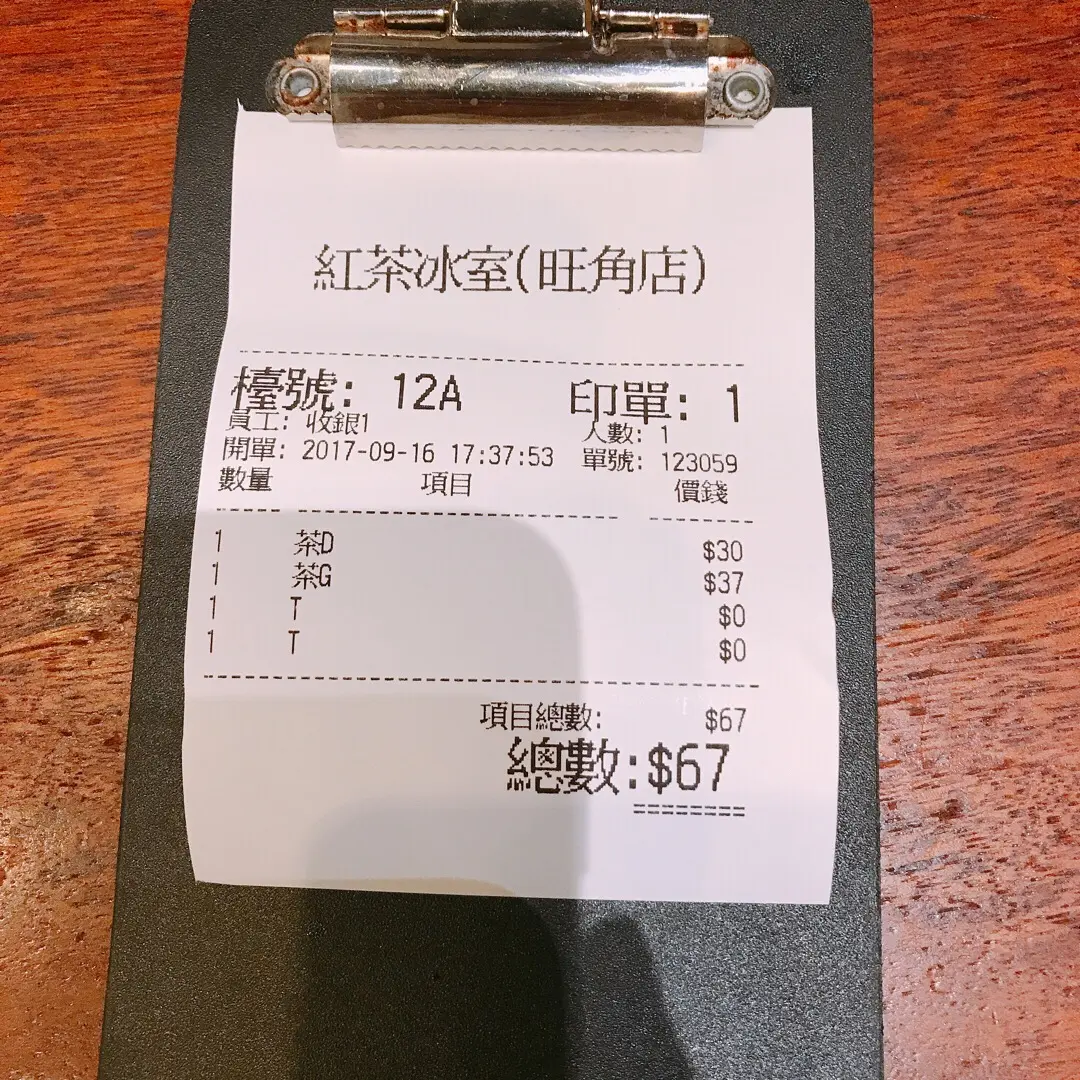 紅茶冰室(旺角店)
檯號: 12A 印單: 1
員工: 收銀1 人數: 1
開單: 2017-09-16 17:37:53 單號: 123059
數量 項目 價錢
1 茶D $30
1 茶G $37
1 T $0
1 T $0
項目總數: $67
總數:$67